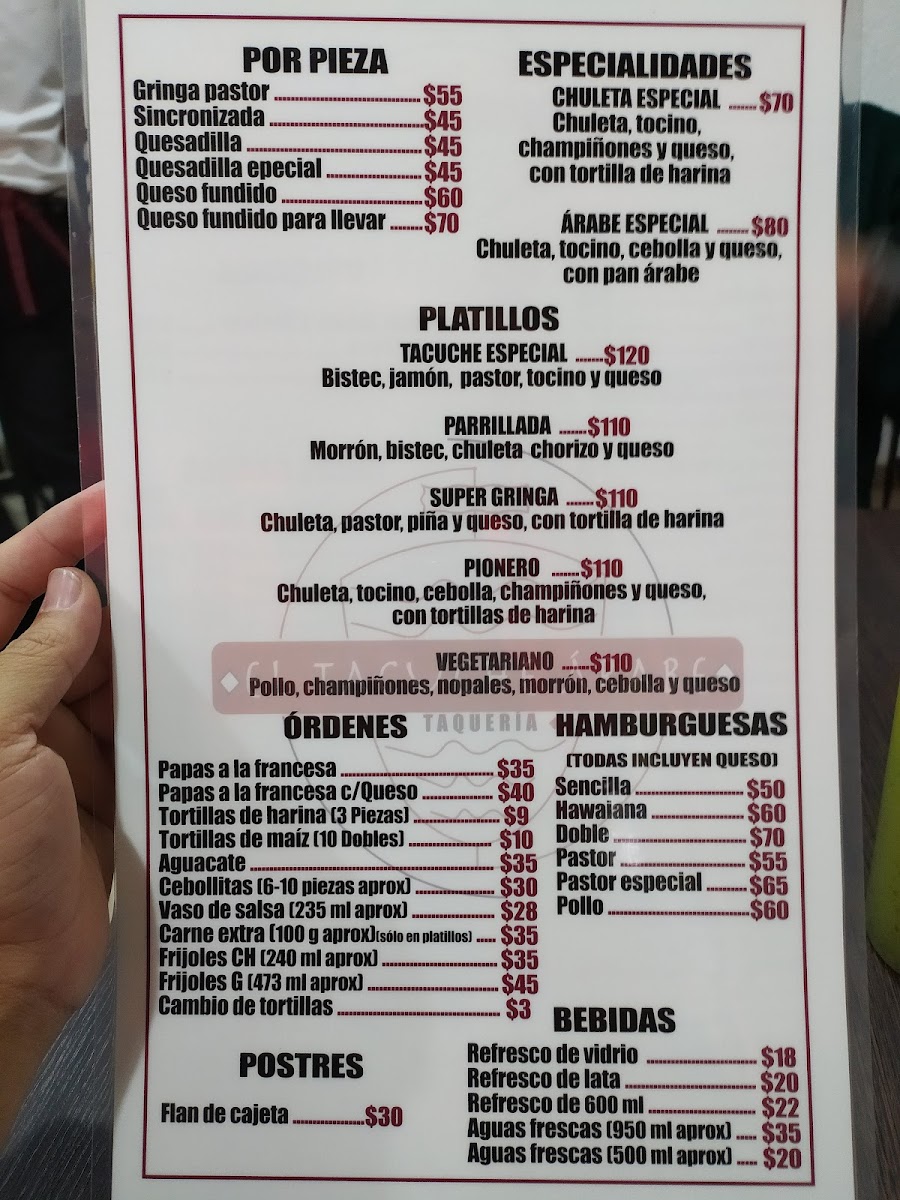 POR PIEZA
Gringa pastor ........ $55
Sincronizada ........ $45
Quesadilla ........ $45
Quesadilla epecial ........ $45
Queso fundido ........ $60
Queso fundido para llevar ........ $70
ESPECIALIDADES
CHULETA ESPECIAL ...... $70
Chuleta, tocino,
champiñones y queso,
con tortilla de harina
ÁRABE ESPECIAL ....... $80
Chuleta, tocino, cebolla y queso,
con pan árabe
PLATILLOS
TACUCHE ESPECIAL .......$120
Bistec, jamón, pastor, tocino y queso
PARRILLADA .......$110
Morrón, bistec, chuleta chorizo y queso
SUPER GRINGA .......$110
Chuleta, pastor, piña y queso, con tortilla de harina
PIONERO .......$110
Chuleta, tocino, cebolla, champiñones y queso,
con tortillas de harina
VEGETARIANO .......$110
Pollo, champiñones, nopales, morrón, cebolla y queso
TAQUERÍA
ÓRDENES
Papas a la francesa ........ $35
Papas a la francesa c/Queso ........ $40
Tortillas de harina (3 Piezas) ........ $9
Tortillas de maíz (10 Dobles) ........ $10
Aguacate ........ $35
Cebollitas (6-10 piezas aprox) ........ $30
Vaso de salsa (235 ml aprox) ........ $28
Carne extra (100 g aprox)(sólo en platillos) ..... $35
Frijoles CH (240 ml aprox) ........ $35
Frijoles G (473 ml aprox) ........ $45
Cambio de tortillas ........ $3
HAMBURGUESAS
(TODAS INCLUYEN QUESO)
Sencilla ........ $50
Hawaiana ........ $60
Doble ........ $70
Pastor ........ $55
Pastor especial ........ $65
Pollo ........ $60
POSTRES
Flan de cajeta ........ $30
BEBIDAS
Refresco de vidrio ........ $18
Refresco de lata ........ $20
Refresco de 600 ml ........ $22
Aguas frescas (950 ml aprox) ..... $35
Aguas frescas (500 ml aprox) ..... $20